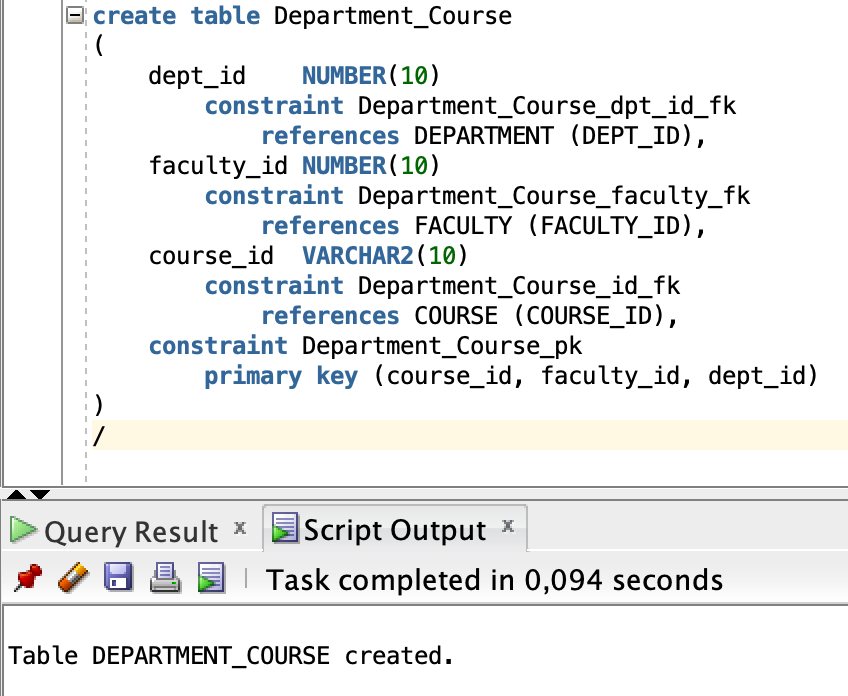 create table Department_Course
(
    dept_id    NUMBER(10)
        constraint Department_Course_dpt_id_fk
            references DEPARTMENT (DEPT_ID),
    faculty_id NUMBER(10)
        constraint Department_Course_faculty_fk
            references FACULTY (FACULTY_ID),
    course_id  VARCHAR2(10)
        constraint Department_Course_id_fk
            references COURSE (COURSE_ID),
    constraint Department_Course_pk
        primary key (course_id, faculty_id, dept_id)
)
/
Query Result x Script Output x
Task completed in 0,094 seconds
Table DEPARTMENT_COURSE created.